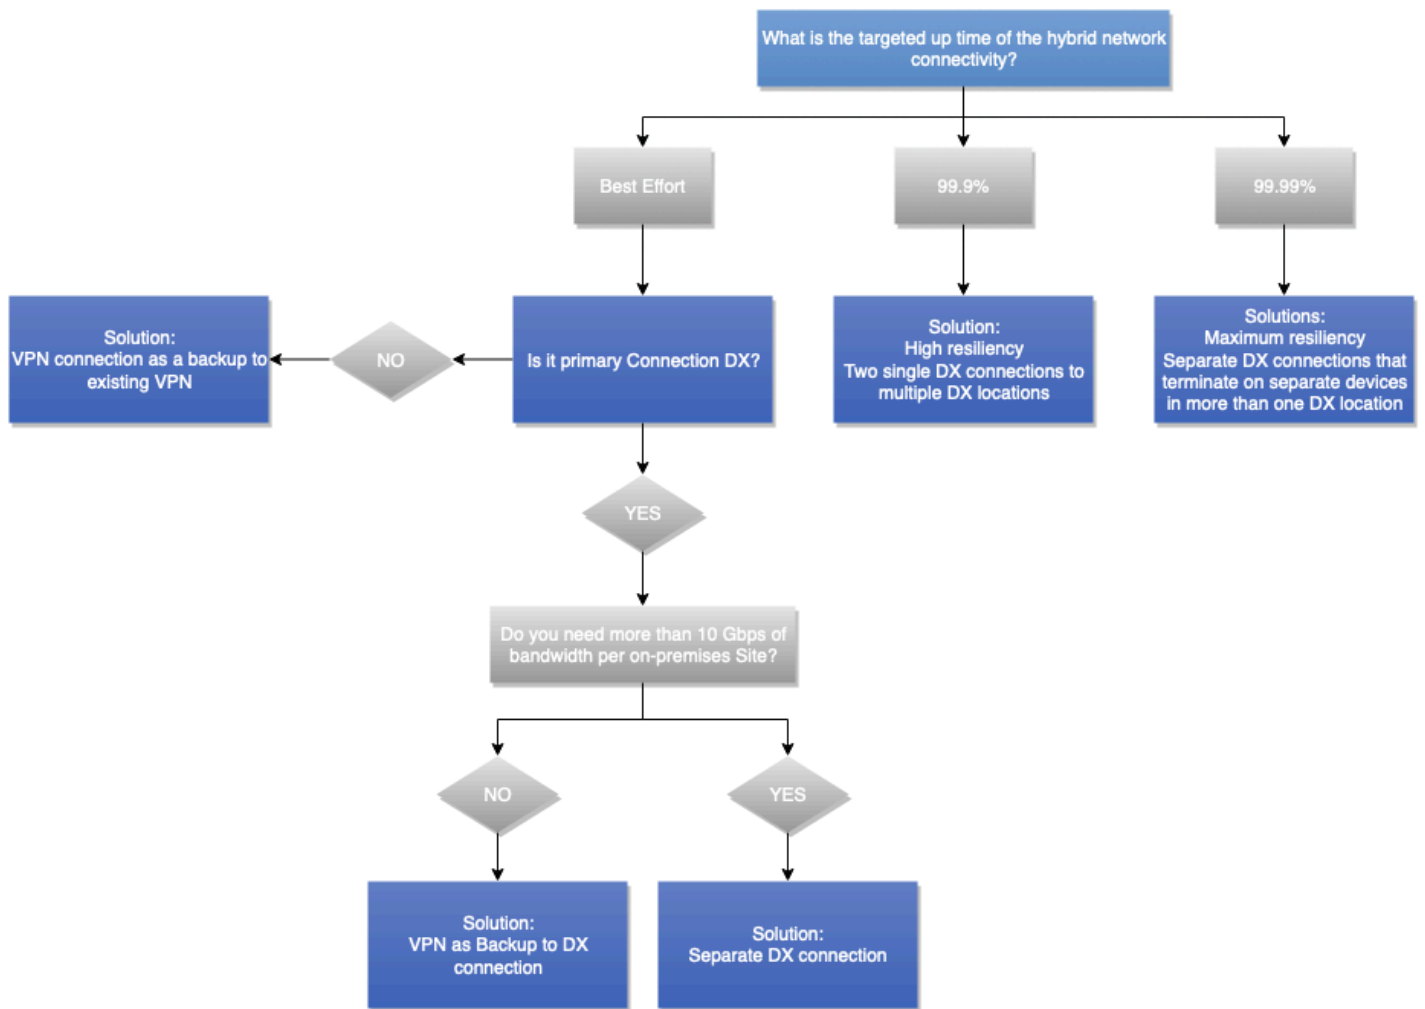 What is the targeted up time of the hybrid network
connectivity?
Best Effort
99.9%
99.99%
Solution:
VPN connection as a backup to
existing VPN
NO
Is it primary Connection DX?
Solution:
High resiliency
Two single DX connections to
multiple DX locations
Solutions:
Maximum resiliency
Separate DX connections that
terminate on separate devices
in more than one DX location
YES
Do you need more than 10 Gbps of
bandwidth per on-premises Site?
NO
YES
Solution:
VPN as Backup to DX
connection
Solution:
Separate DX connection